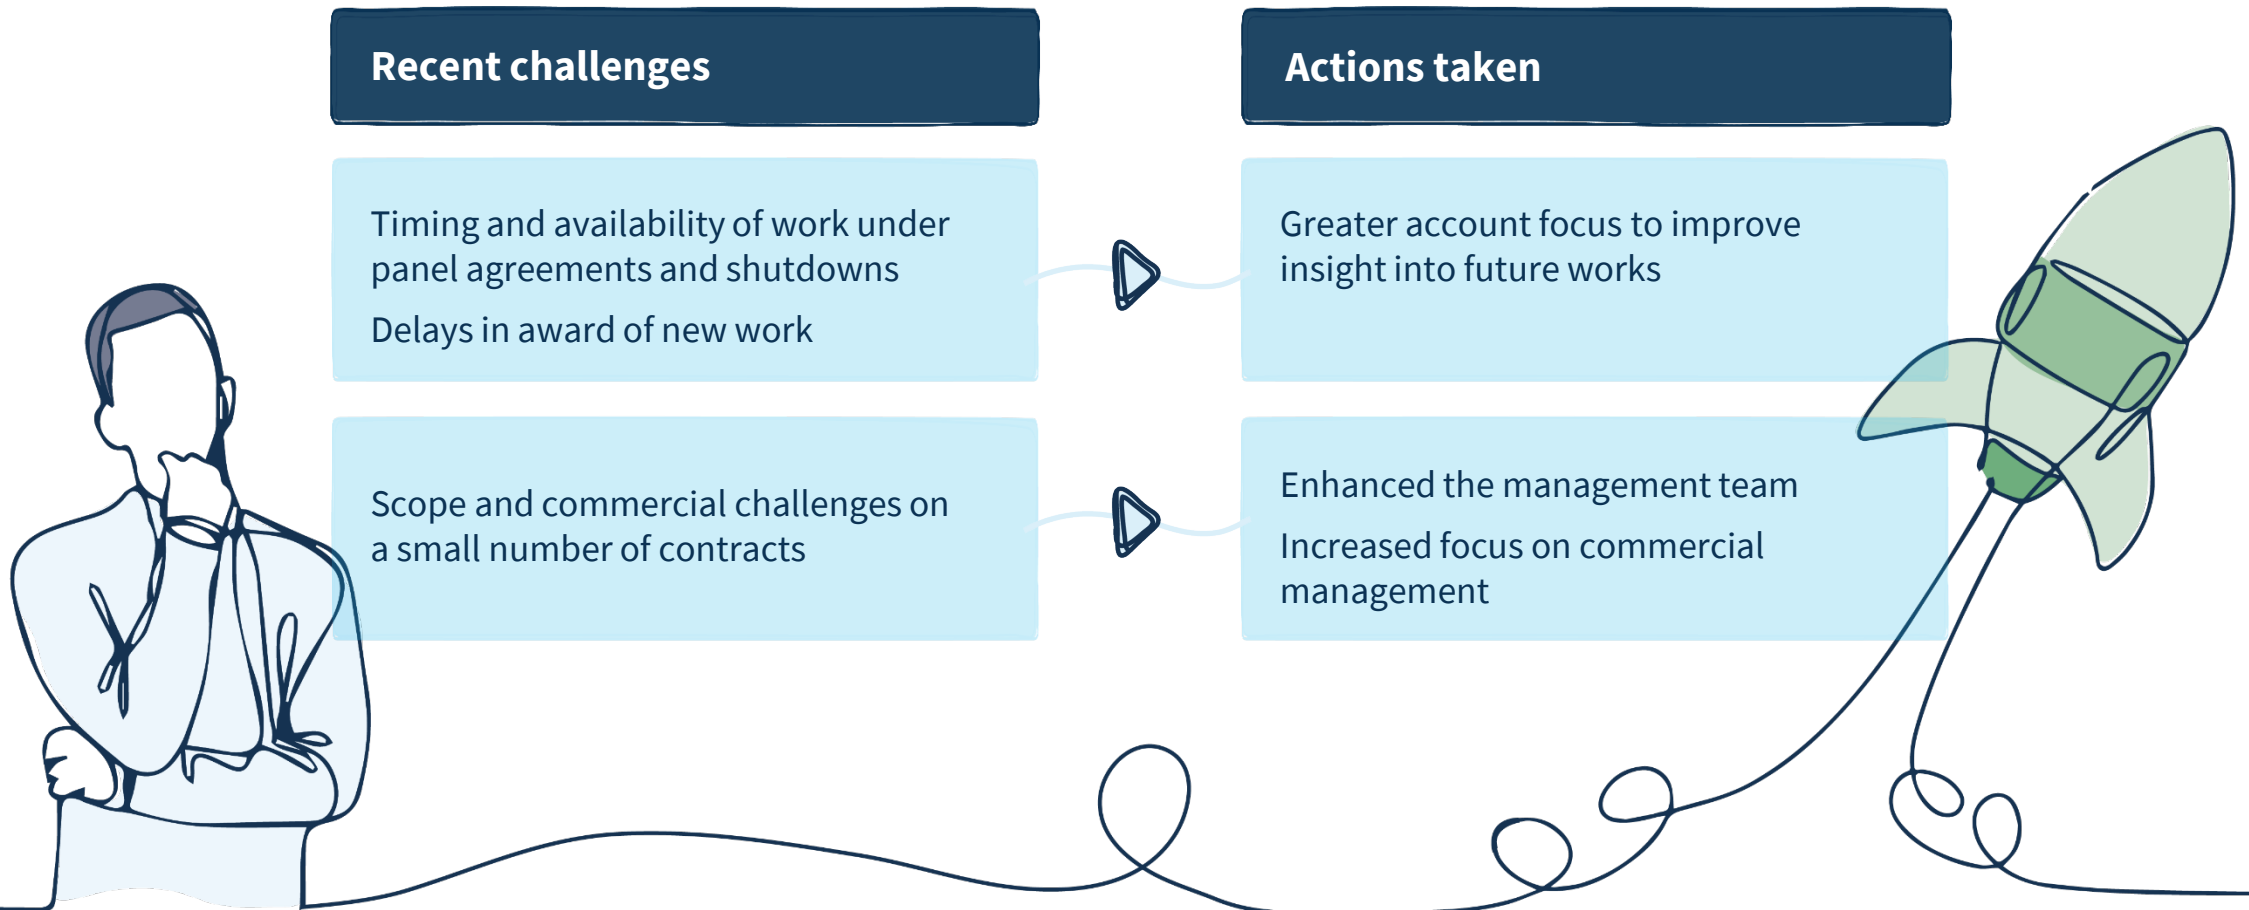 Recent challenges
Actions taken
Timing and availability of work under
panel agreements and shutdowns
Delays in award of new work
Greater account focus to improve
insight into future works
Scope and commercial challenges on
a small number of contracts
Enhanced the management team
Increased focus on commercial
management